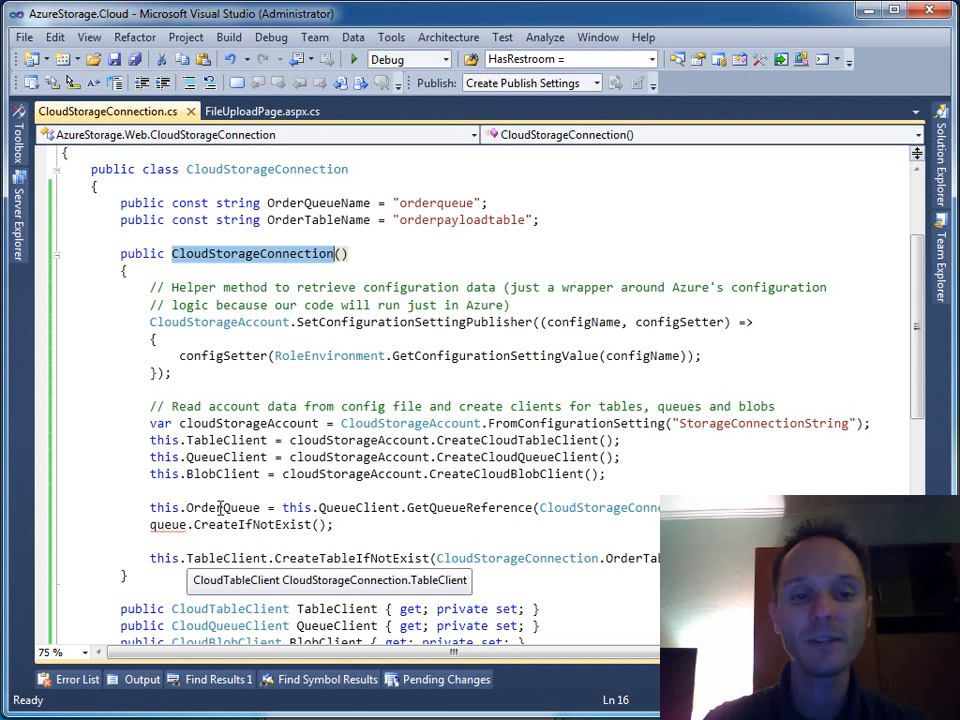 AzureStorage.Cloud - Microsoft Visual Studio (Administrator)
File Edit View Refactor Project Build Debug Team Data Tools Architecture Test Analyze Window Help
Debug HasRestroom =
Publish: Create Publish Settings
CloudStorageConnection.cs FileUploadPage.aspx.cs
AzureStorage.Web.CloudStorageConnection CloudStorageConnection()
{
public class CloudStorageConnection
{
public const string OrderQueueName = "orderqueue";
public const string OrderTableName = "orderpayloadtable";
public CloudStorageConnection()
{
// Helper method to retrieve configuration data (just a wrapper around Azure's configuration
// logic because our code will run just in Azure)
CloudStorageAccount.SetConfigurationSettingPublisher((configName, configSetter) =>
{
configSetter(RoleEnvironment.GetConfigurationSettingValue(configName));
});
// Read account data from config file and create clients for tables, queues and blobs
var cloudStorageAccount = CloudStorageAccount.FromConfigurationSetting("StorageConnectionString");
this.TableClient = cloudStorageAccount.CreateCloudTableClient();
this.QueueClient = cloudStorageAccount.CreateCloudQueueClient();
this.BlobClient = cloudStorageAccount.CreateCloudBlobClient();
this.OrderQueue = this.QueueClient.GetQueueReference(CloudStorageConne
queue.CreateIfNotExist();
this.TableClient.CreateTableIfNotExist(CloudStorageConnection.OrderTab
}
CloudTableClient CloudStorageConnection.TableClient
public CloudTableClient TableClient { get; private set; }
public CloudQueueClient QueueClient { get; private set; }
public CloudBlobClient BlobClient { get; private set; }
75 %
Error List Output Find Results 1 Find Symbol Results Pending Changes
Ready Ln 16
Toolbox
Server Explorer
Solution Explorer
Team Explorer